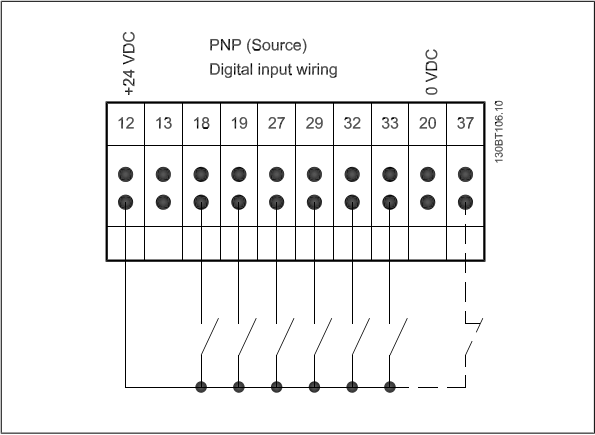 PNP (Source)
Digital input wiring
+24 VDC
0 VDC
12 13 18 19 27 29 32 33 20 37
130BT106.10